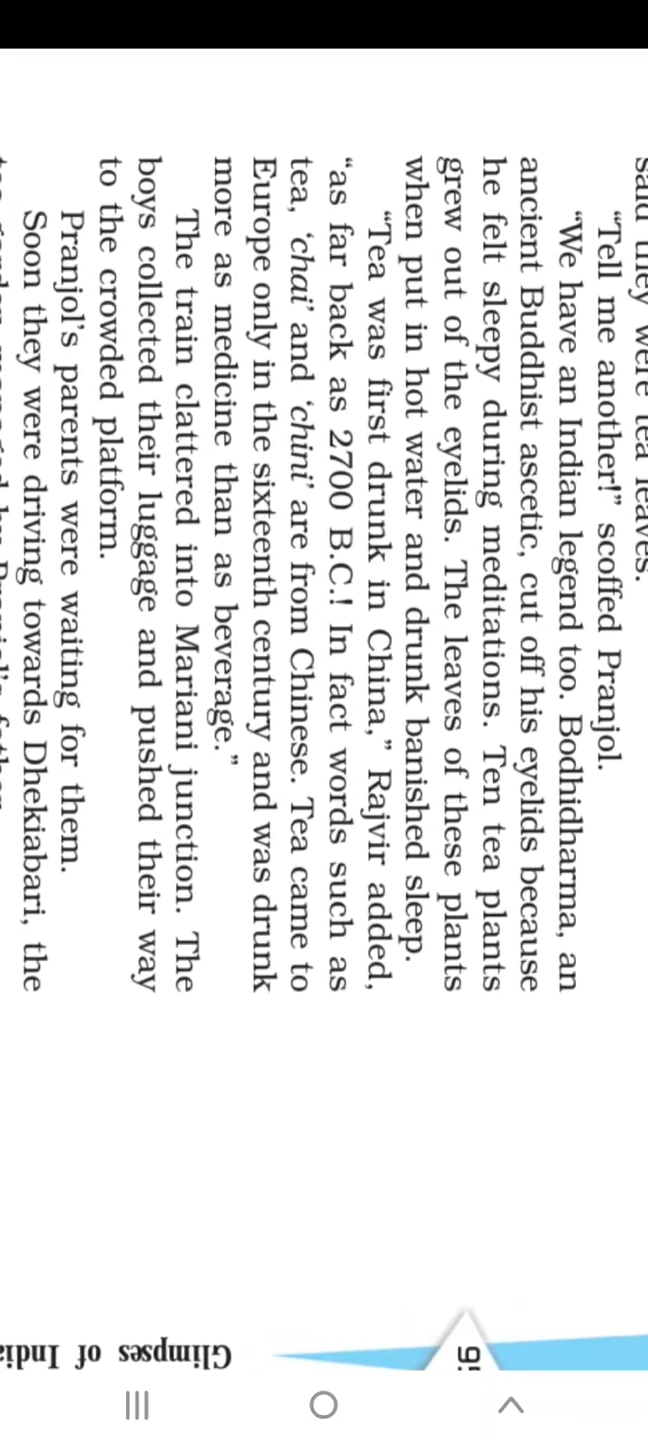 said they were tea leaves.
“Tell me another!” scoffed Pranjol.
“We have an Indian legend too. Bodhidharma, an
ancient Buddhist ascetic, cut off his eyelids because
he felt sleepy during meditations. Ten tea plants
grew out of the eyelids. The leaves of these plants
when put in hot water and drunk banished sleep.
“Tea was first drunk in China,” Rajvir added,
“as far back as 2700 B.C.! In fact words such as
tea, ‘chai’ and ‘chini’ are from Chinese. Tea came to
Europe only in the sixteenth century and was drunk
more as medicine than as beverage.”
The train clattered into Mariani junction. The
boys collected their luggage and pushed their way
to the crowded platform.
Pranjol’s parents were waiting for them.
Soon they were driving towards Dhekiabari, the
Glimpses of India